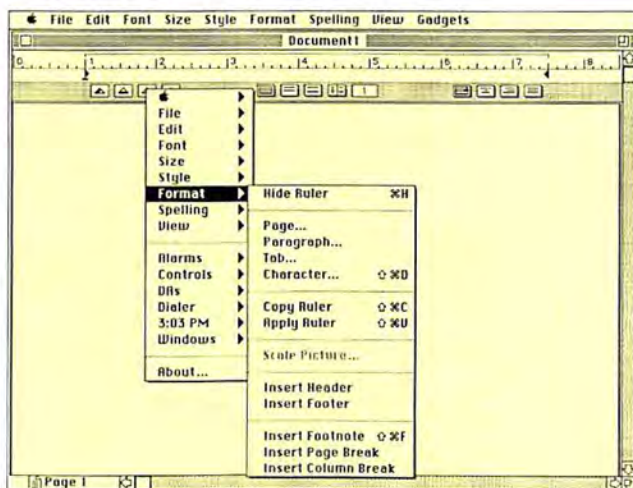 File Edit Font Size Style Format Spelling View Gadgets
Document1
0 1 2 3 4 5 6 7 8
1
File
Edit
Font
Size
Style
Format
Spelling
View
Alarms
Controls
DAs
Dialer
3:03 PM
Windows
About...
Hide Ruler ⌘H
Page...
Paragraph...
Tab...
Character... ⇧⌘D
Copy Ruler ⇧⌘C
Apply Ruler ⇧⌘V
Scale Picture...
Insert Header
Insert Footer
Insert Footnote ⇧⌘F
Insert Page Break
Insert Column Break
Page 1